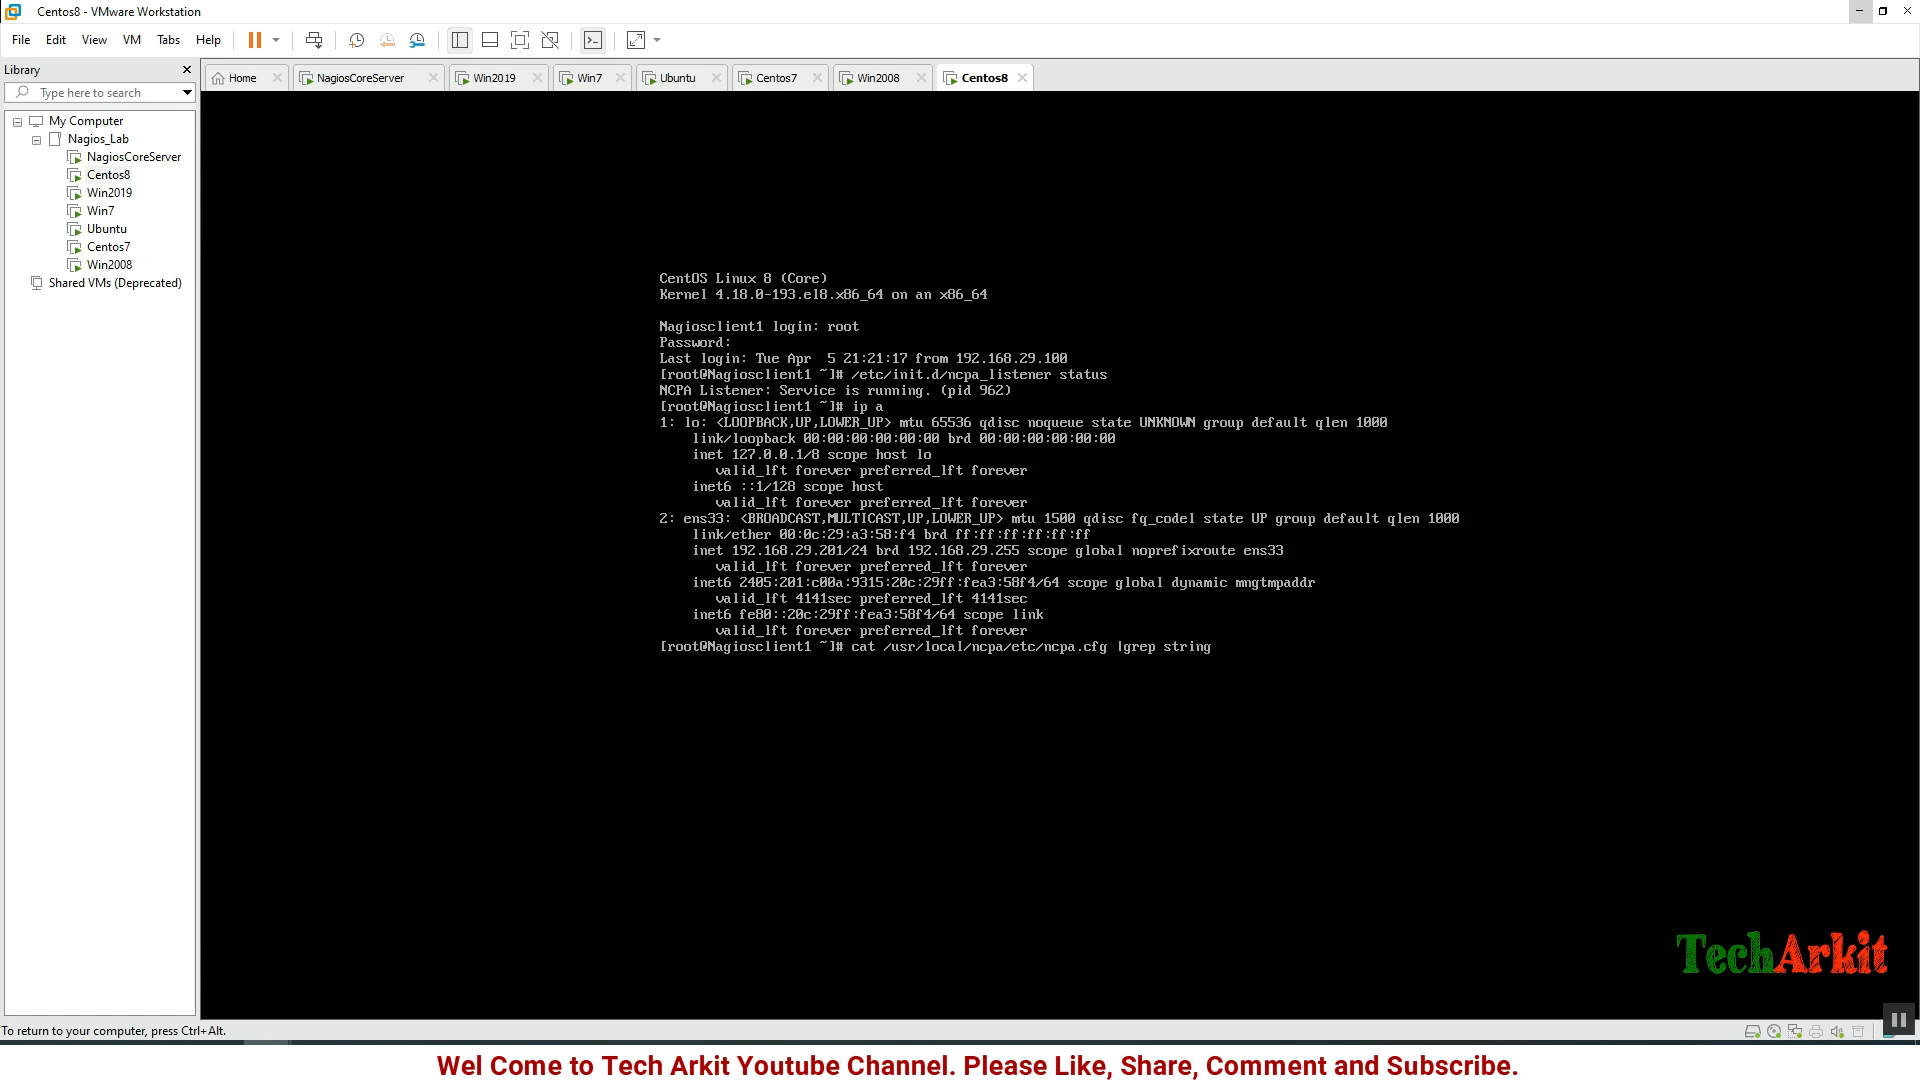 Centos8 - VMware Workstation
File Edit View VM Tabs Help
Library
Type here to search
My Computer
Nagios_Lab
NagiosCoreServer
Centos8
Win2019
Win7
Ubuntu
Centos7
Win2008
Shared VMs (Deprecated)
Home NagiosCoreServer Win2019 Win7 Ubuntu Centos7 Win2008 Centos8
CentOS Linux 8 (Core)
Kernel 4.18.0-193.el8.x86_64 on an x86_64
Nagiosclient1 login: root
Password:
Last login: Tue Apr  5 21:21:17 from 192.168.29.100
[root@Nagiosclient1 ~]# /etc/init.d/ncpa_listener status
NCPA Listener: Service is running. (pid 962)
[root@Nagiosclient1 ~]# ip a
1: lo: <LOOPBACK,UP,LOWER_UP> mtu 65536 qdisc noqueue state UNKNOWN group default qlen 1000
link/loopback 00:00:00:00:00:00 brd 00:00:00:00:00:00
inet 127.0.0.1/8 scope host lo
valid_lft forever preferred_lft forever
inet6 ::1/128 scope host
valid_lft forever preferred_lft forever
2: ens33: <BROADCAST,MULTICAST,UP,LOWER_UP> mtu 1500 qdisc fq_codel state UP group default qlen 1000
link/ether 00:0c:29:a3:58:f4 brd ff:ff:ff:ff:ff:ff
inet 192.168.29.201/24 brd 192.168.29.255 scope global noprefixroute ens33
valid_lft forever preferred_lft forever
inet6 2405:201:c00a:9315:20c:29ff:fea3:58f4/64 scope global dynamic mngtmpaddr
valid_lft 4141sec preferred_lft 4141sec
inet6 fe80::20c:29ff:fea3:58f4/64 scope link
valid_lft forever preferred_lft forever
[root@Nagiosclient1 ~]# cat /usr/local/ncpa/etc/ncpa.cfg |grep string
TechArkit
To return to your computer, press Ctrl+Alt.
Wel Come to Tech Arkit Youtube Channel. Please Like, Share, Comment and Subscribe.